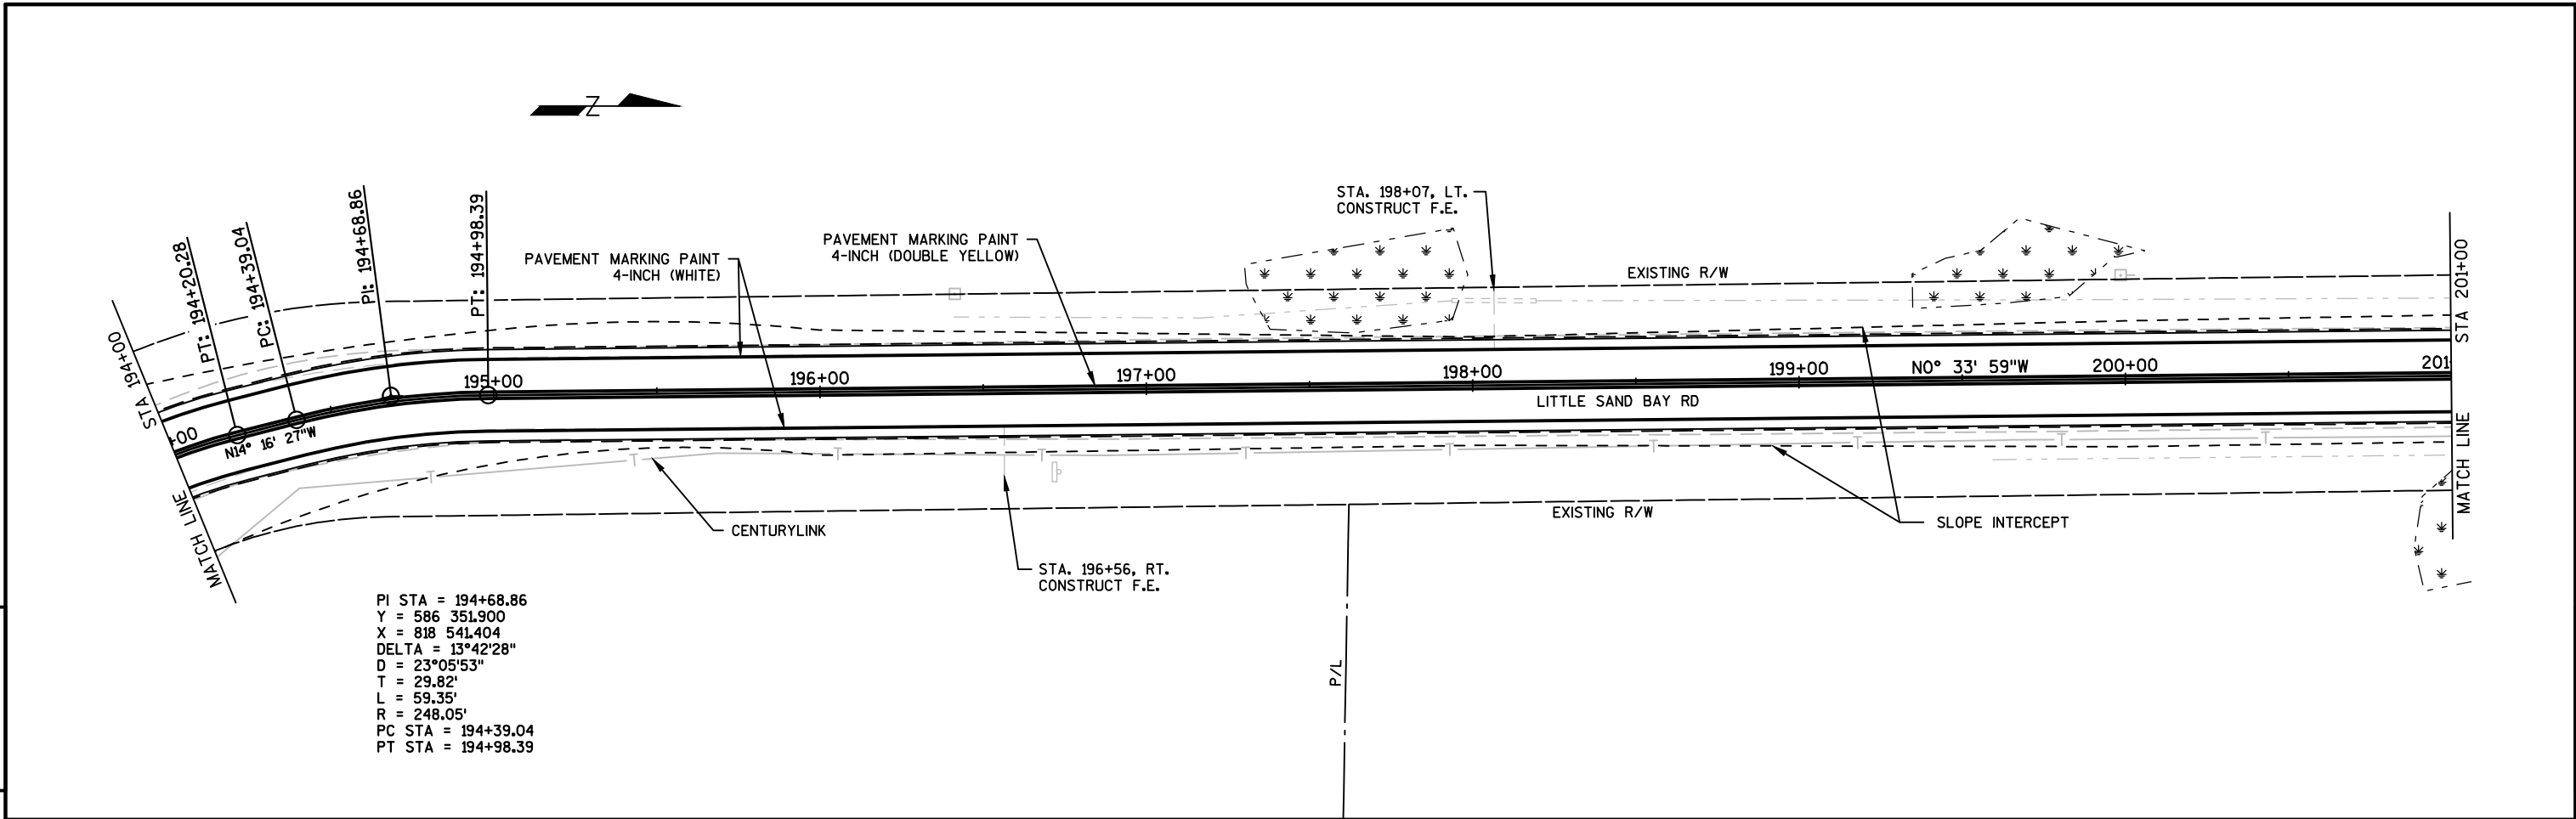 Z
STA 194+00
MATCH LINE
PT: 194+20.28
PC: 194+39.04
PI: 194+68.86
PT: 194+98.39
PAVEMENT MARKING PAINT
4-INCH (WHITE)
PAVEMENT MARKING PAINT
4-INCH (DOUBLE YELLOW)
STA. 198+07, LT.
CONSTRUCT F.E.
EXISTING R/W
STA 201+00
MATCH LINE
+00
N14° 16' 27"W
195+00
196+00
197+00
198+00
199+00
N0° 33' 59"W
200+00
201
LITTLE SAND BAY RD
T T T T T T T T T T
CENTURYLINK
EXISTING R/W
SLOPE INTERCEPT
STA. 196+56, RT.
CONSTRUCT F.E.
P/L
PI STA = 194+68.86
Y = 586 351.900
X = 818 541.404
DELTA = 13°42'28"
D = 23°05'53"
T = 29.82'
L = 59.35'
R = 248.05'
PC STA = 194+39.04
PT STA = 194+98.39